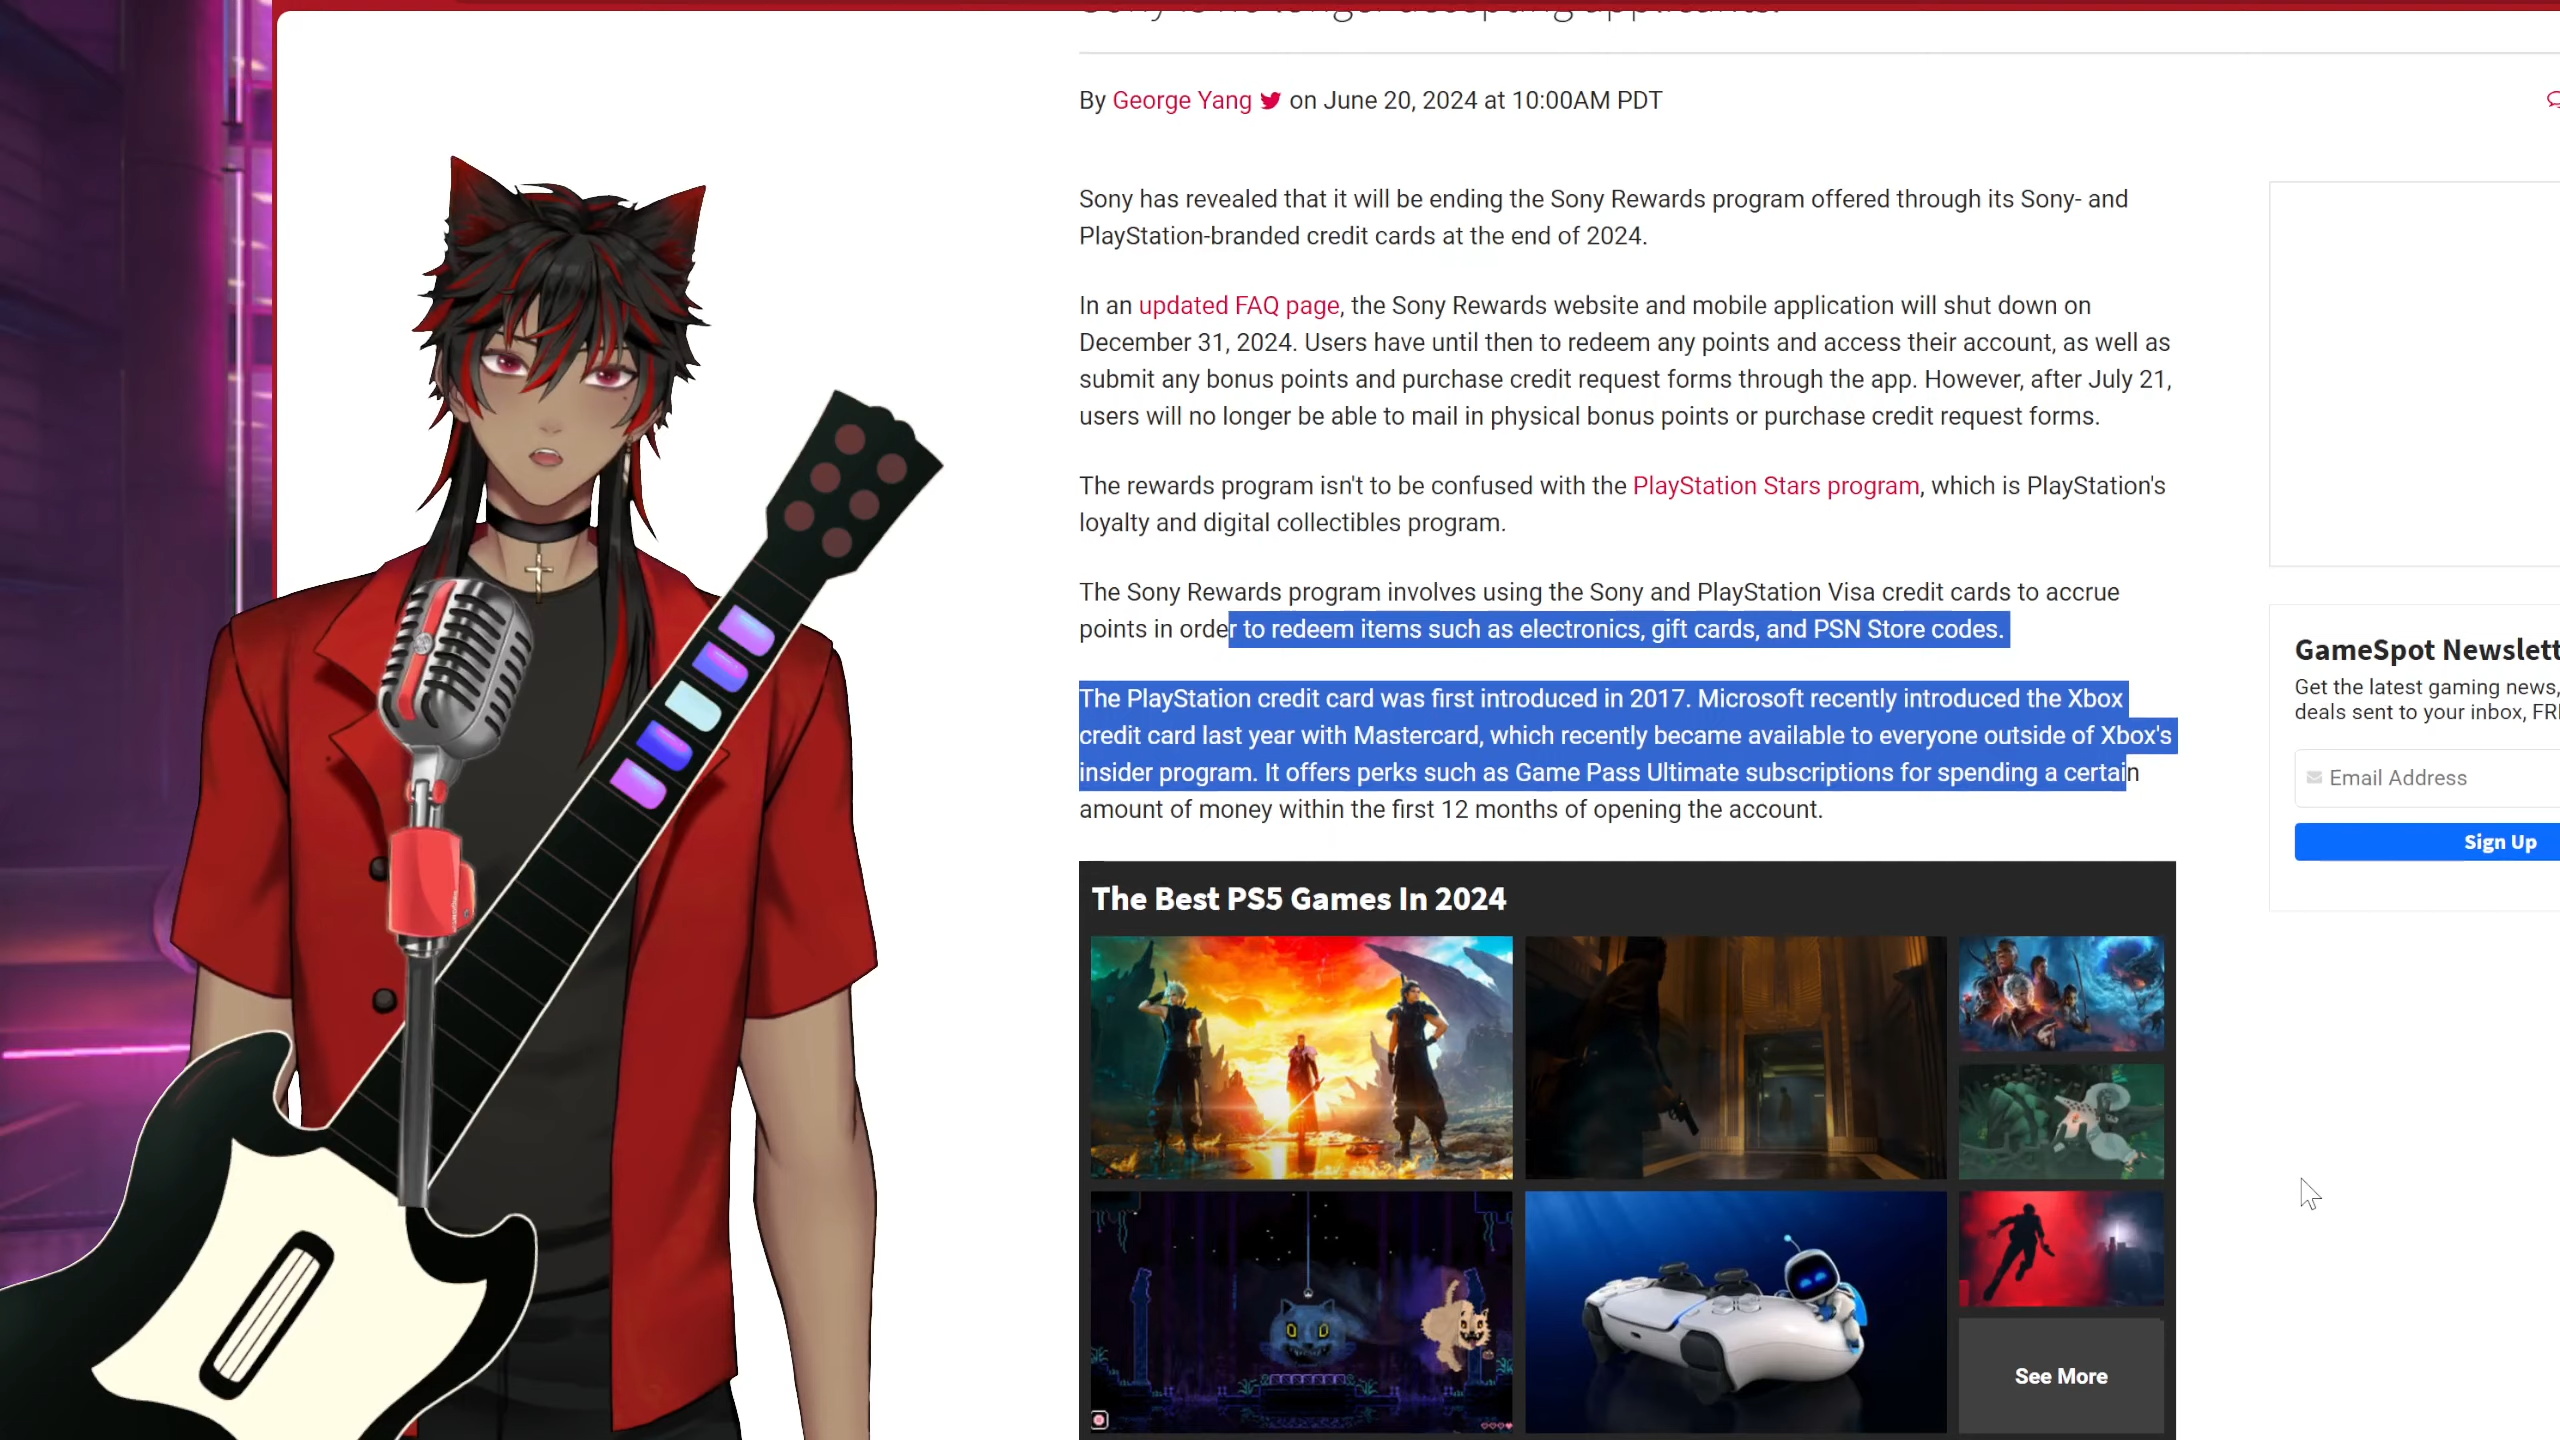 Sony is no longer accepting applicants.
By George Yang on June 20, 2024 at 10:00AM PDT
Sony has revealed that it will be ending the Sony Rewards program offered through its Sony- and
PlayStation-branded credit cards at the end of 2024.
In an updated FAQ page, the Sony Rewards website and mobile application will shut down on
December 31, 2024. Users have until then to redeem any points and access their account, as well as
submit any bonus points and purchase credit request forms through the app. However, after July 21,
users will no longer be able to mail in physical bonus points or purchase credit request forms.
The rewards program isn't to be confused with the PlayStation Stars program, which is PlayStation's
loyalty and digital collectibles program.
The Sony Rewards program involves using the Sony and PlayStation Visa credit cards to accrue
points in order to redeem items such as electronics, gift cards, and PSN Store codes.
The PlayStation credit card was first introduced in 2017. Microsoft recently introduced the Xbox
credit card last year with Mastercard, which recently became available to everyone outside of Xbox's
insider program. It offers perks such as Game Pass Ultimate subscriptions for spending a certain
amount of money within the first 12 months of opening the account.
The Best PS5 Games In 2024
See More
GameSpot Newslett
Get the latest gaming news,
deals sent to your inbox, FR
Email Address
Sign Up